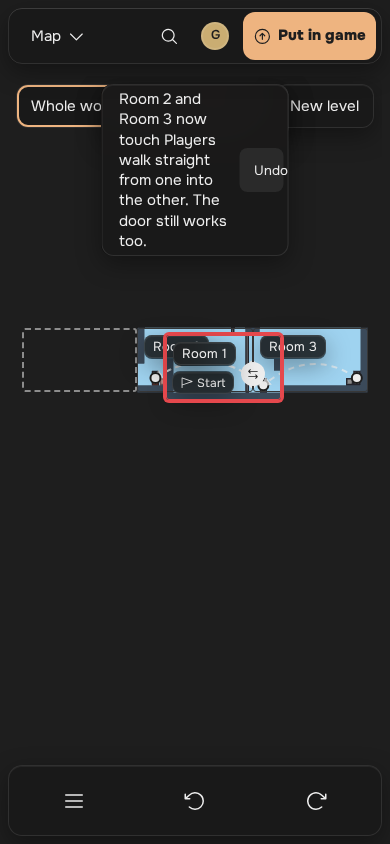 Map
G
Put in game
Whole wo
New level
Room 2 and
Room 3 now
touch Players
walk straight
from one into
the other. The
door still works
too.
Undo
Room 1
Room 3
Start